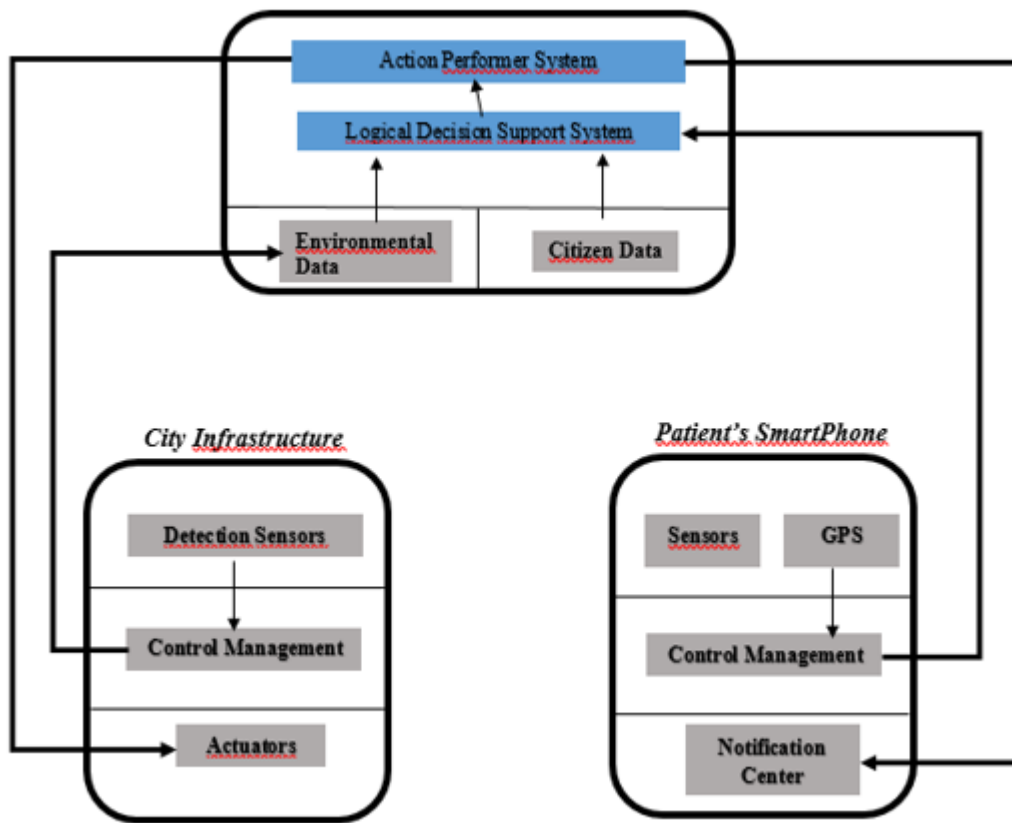 Action Performer System
Logical Decision Support System
Environmental
Data
Citizen Data
City Infrastructure
Patient’s SmartPhone
Detection Sensors
Sensors
GPS
Control Management
Control Management
Actuators
Notification
Center